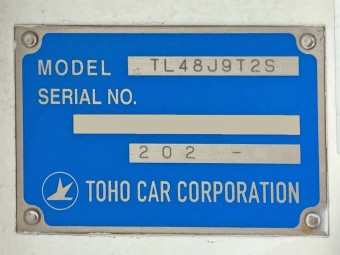 MODEL TL48J9T2S
SERIAL NO.
202 -
TOHO CAR CORPORATION